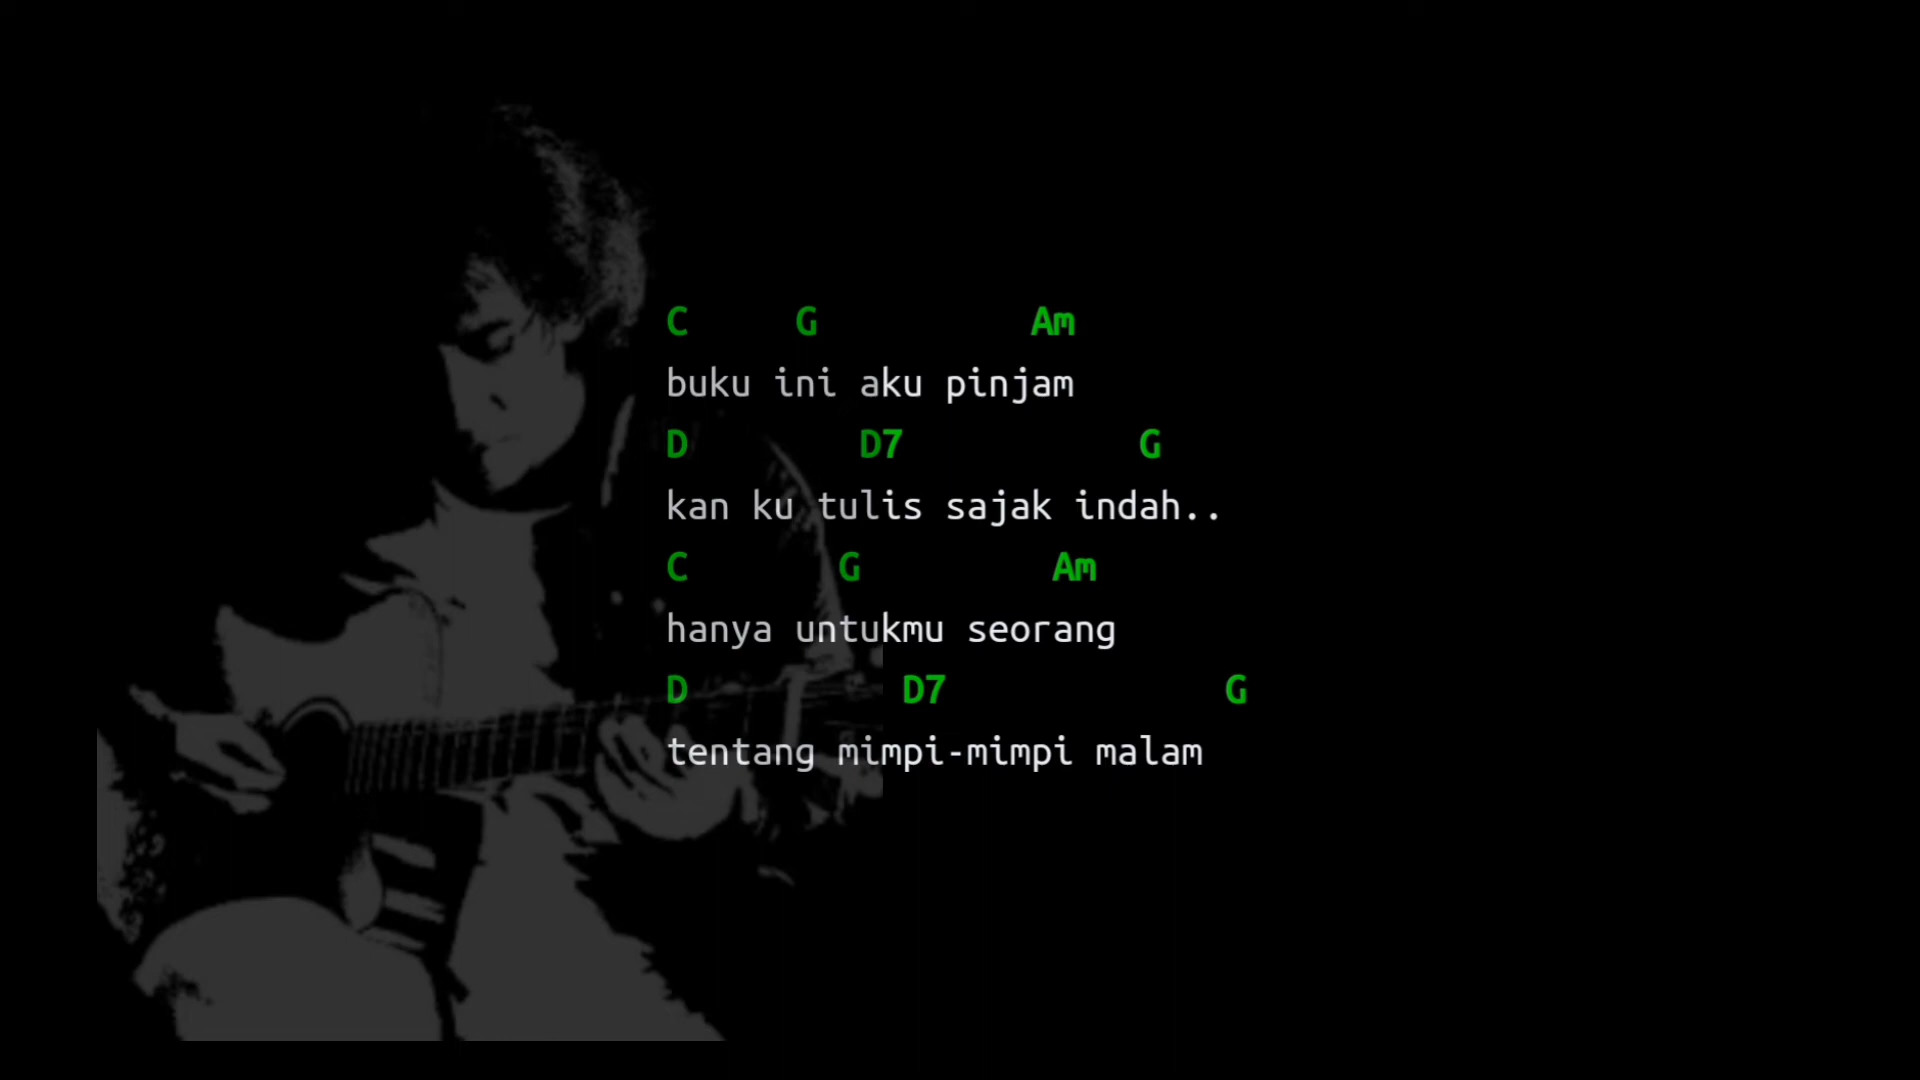 C G Am
buku ini aku pinjam
D D7 G
kan ku tulis sajak indah..
C G Am
hanya untukmu seorang
D D7 G
tentang mimpi-mimpi malam